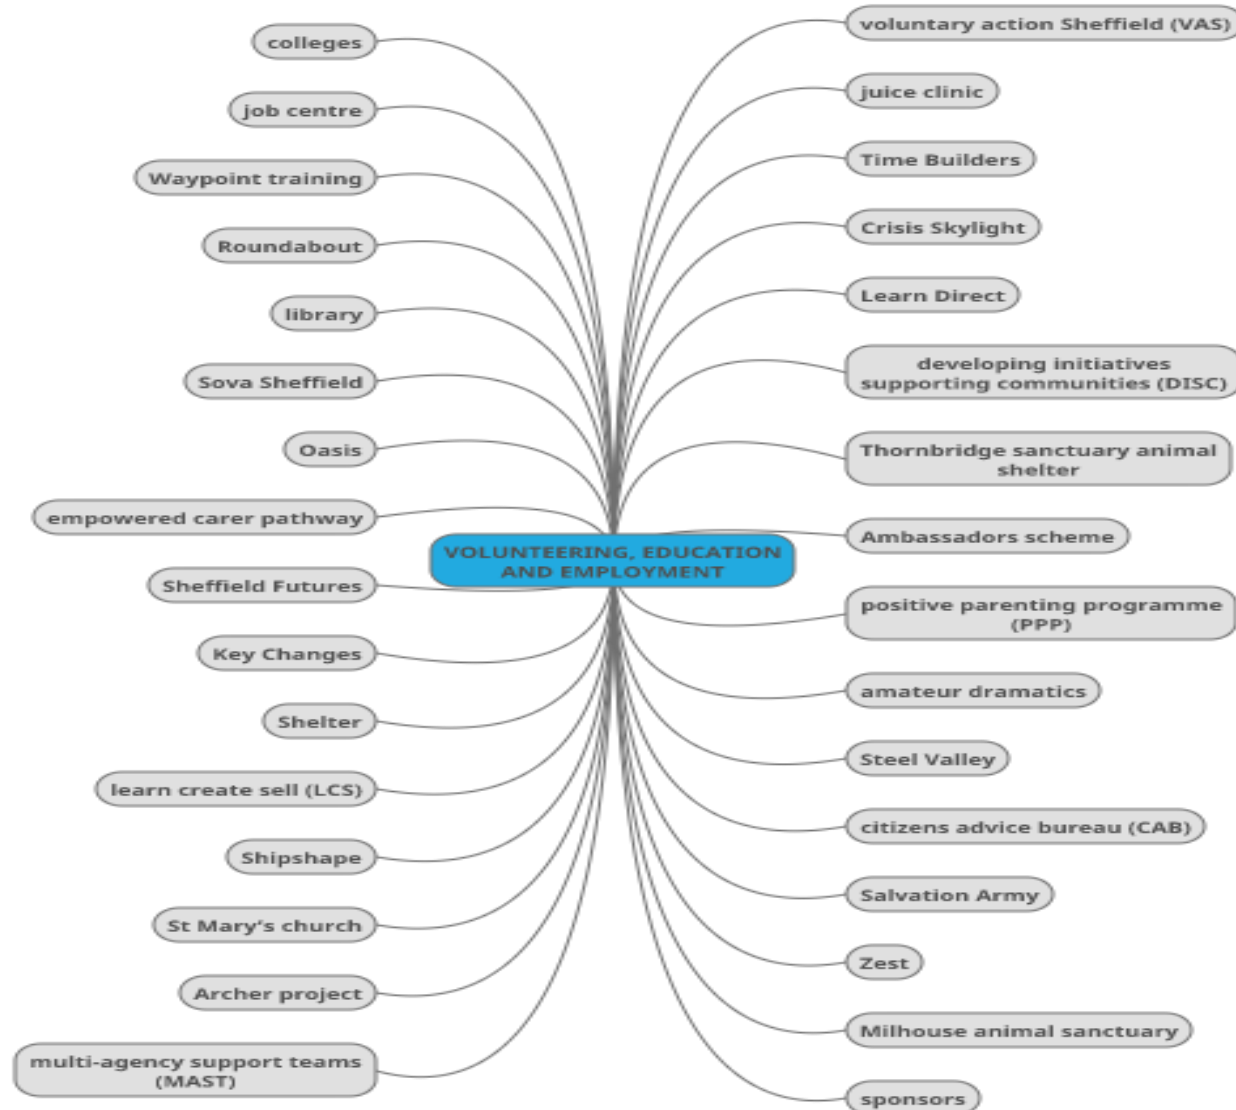 colleges
job centre
Waypoint training
Roundabout
library
Sova Sheffield
Oasis
empowered carer pathway
Sheffield Futures
Key Changes
Shelter
learn create sell (LCS)
Shipshape
St Mary’s church
Archer project
multi-agency support teams
(MAST)
VOLUNTEERING, EDUCATION
AND EMPLOYMENT
voluntary action Sheffield (VAS)
juice clinic
Time Builders
Crisis Skylight
Learn Direct
developing initiatives
supporting communities (DISC)
Thornbridge sanctuary animal
shelter
Ambassadors scheme
positive parenting programme
(PPP)
amateur dramatics
Steel Valley
citizens advice bureau (CAB)
Salvation Army
Zest
Milhouse animal sanctuary
sponsors